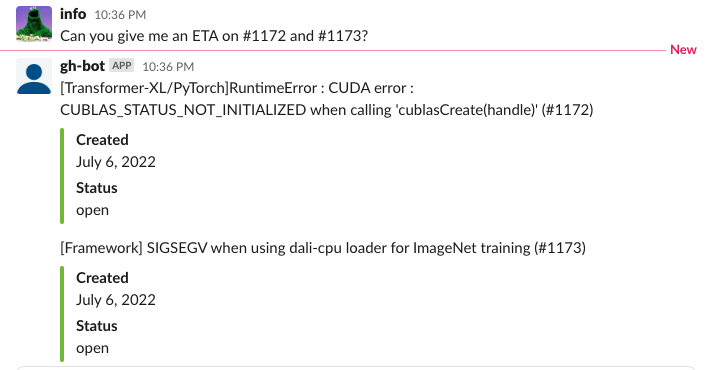 info 10:36 PM
Can you give me an ETA on #1172 and #1173?
New
gh-bot APP 10:36 PM
[Transformer-XL/PyTorch]RuntimeError : CUDA error :
CUBLAS_STATUS_NOT_INITIALIZED when calling 'cublasCreate(handle)' (#1172)
Created
July 6, 2022
Status
open
[Framework] SIGSEGV when using dali-cpu loader for ImageNet training (#1173)
Created
July 6, 2022
Status
open